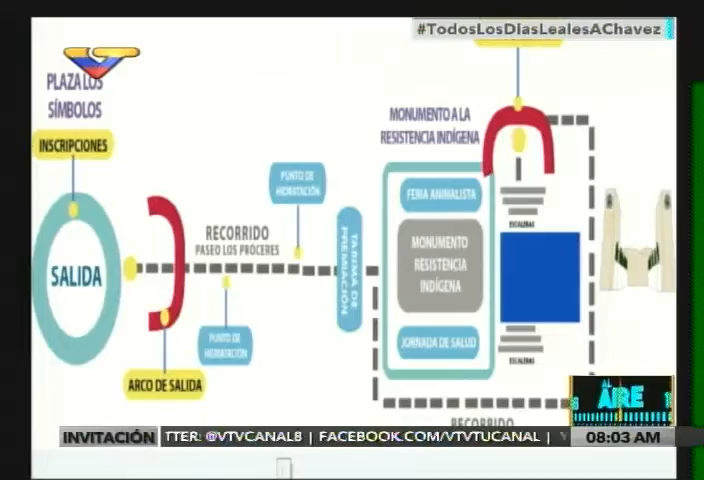 #TodosLosDiasLealesAChavez
PLAZA LOS
SÍMBOLOS
INSCRIPCIONES
SALIDA
ARCO DE SALIDA
RECORRIDO
PASEO LOS PRÓCERES
PUNTO DE
HIDRATACIÓN
PUNTO DE
HIDRATACIÓN
TARIMA DE
PREMIACIÓN
MONUMENTO A LA
RESISTENCIA INDÍGENA
FERIA ANIMALISTA
MONUMENTO
RESISTENCIA
INDÍGENA
JORNADA DE SALUD
ESCALERAS
ESCALERAS
RECORRIDO
AL
AIRE
INVITACIÓN
TTER: @VTVCANAL8 | FACEBOOK.COM/VTVTUCANAL | Y
08:03 AM